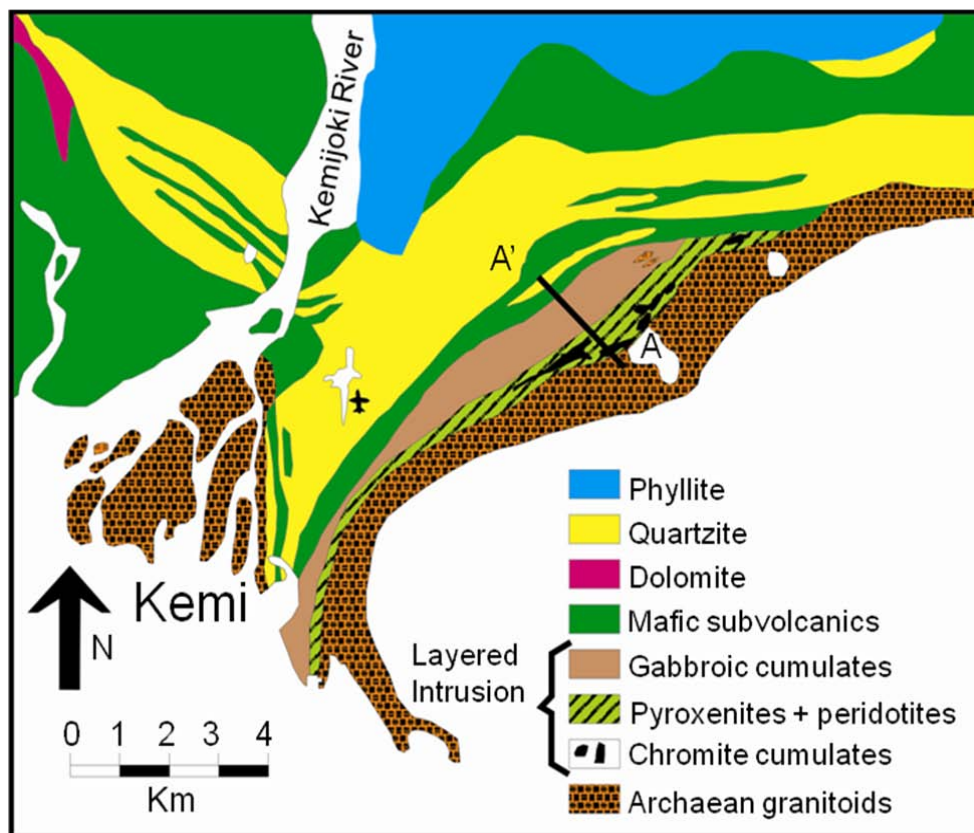 Kemijoki River
A'
A
Kemi
N
0 1 2 3 4
Km
Phyllite
Quartzite
Dolomite
Mafic subvolcanics
Layered
Intrusion
Gabbroic cumulates
Pyroxenites + peridotites
Chromite cumulates
Archaean granitoids